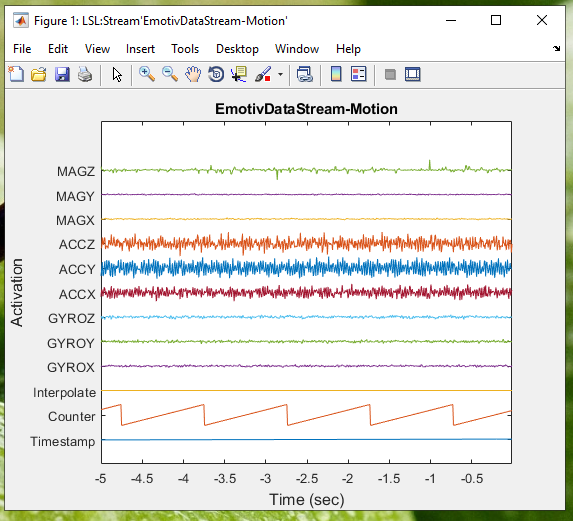 Figure 1: LSL:Stream'EmotivDataStream-Motion'
File Edit View Insert Tools Desktop Window Help
EmotivDataStream-Motion
MAGZ
MAGY
MAGX
ACCZ
ACCY
ACCX
GYROZ
GYROY
GYROX
Interpolate
Counter
Timestamp
Activation
-5 -4.5 -4 -3.5 -3 -2.5 -2 -1.5 -1 -0.5
Time (sec)